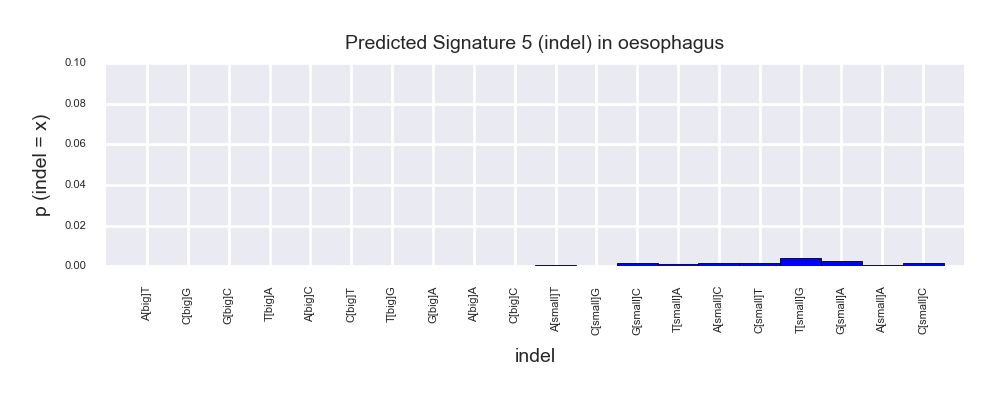 Predicted Signature 5 (indel) in oesophagus
p (indel = x)
0.10
0.08
0.06
0.04
0.02
0.00
A[big]T
C[big]G
G[big]C
T[big]A
A[big]C
C[big]T
T[big]G
G[big]A
A[big]A
C[big]C
A[small]T
C[small]G
G[small]C
T[small]A
A[small]C
C[small]T
T[small]G
G[small]A
A[small]A
C[small]C
indel